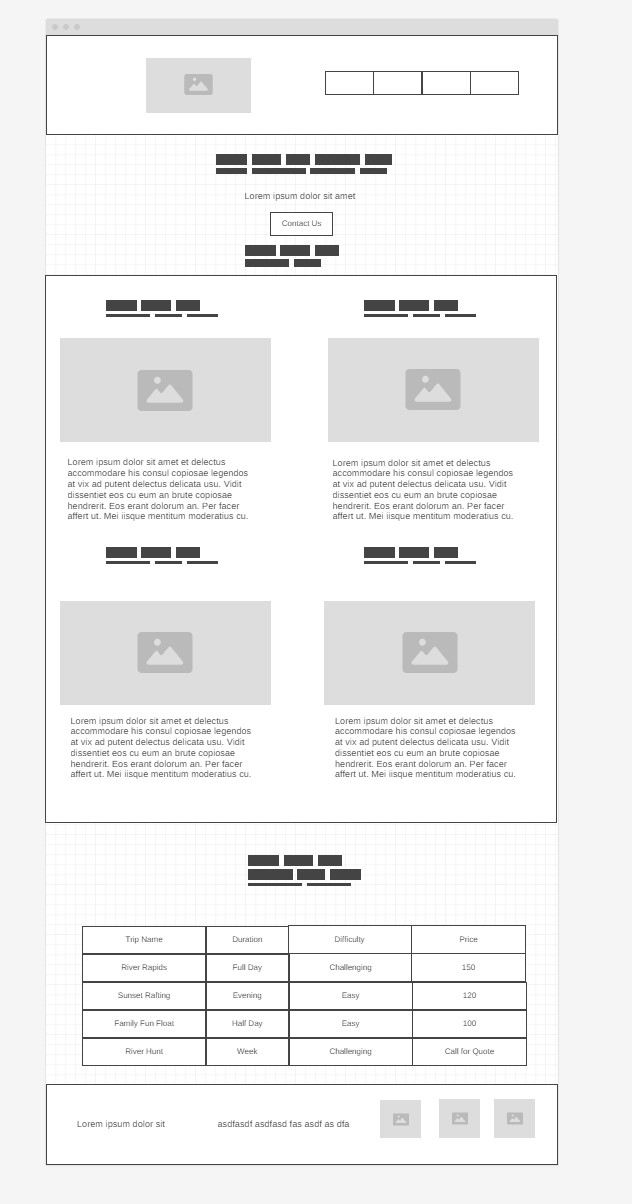 Lorem ipsum dolor sit amet
Contact Us
Lorem ipsum dolor sit amet et delectus
accommodare his consul copiosae legendos
at vix ad putent delectus delicata usu. Vidit
dissentiet eos cu eum an brute copiosae
hendrerit. Eos erant dolorum an. Per facer
affert ut. Mei iisque mentitum moderatius cu.
Lorem ipsum dolor sit amet et delectus
accommodare his consul copiosae legendos
at vix ad putent delectus delicata usu. Vidit
dissentiet eos cu eum an brute copiosae
hendrerit. Eos erant dolorum an. Per facer
affert ut. Mei iisque mentitum moderatius cu.
Lorem ipsum dolor sit amet et delectus
accommodare his consul copiosae legendos
at vix ad putent delectus delicata usu. Vidit
dissentiet eos cu eum an brute copiosae
hendrerit. Eos erant dolorum an. Per facer
affert ut. Mei iisque mentitum moderatius cu.
Lorem ipsum dolor sit amet et delectus
accommodare his consul copiosae legendos
at vix ad putent delectus delicata usu. Vidit
dissentiet eos cu eum an brute copiosae
hendrerit. Eos erant dolorum an. Per facer
affert ut. Mei iisque mentitum moderatius cu.
Trip Name Duration Difficulty Price
River Rapids Full Day Challenging 150
Sunset Rafting Evening Easy 120
Family Fun Float Half Day Easy 100
River Hunt Week Challenging Call for Quote
Lorem ipsum dolor sit asdfasdf asdfasd fas asdf as dfa